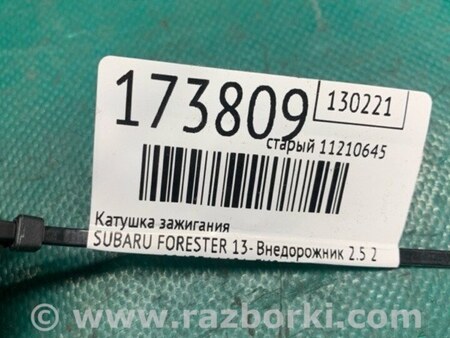 173809
130221
старый 11210645
Катушка зажигания
SUBARU FORESTER 13- Внедорожник 2.5 2
www.razborki.com